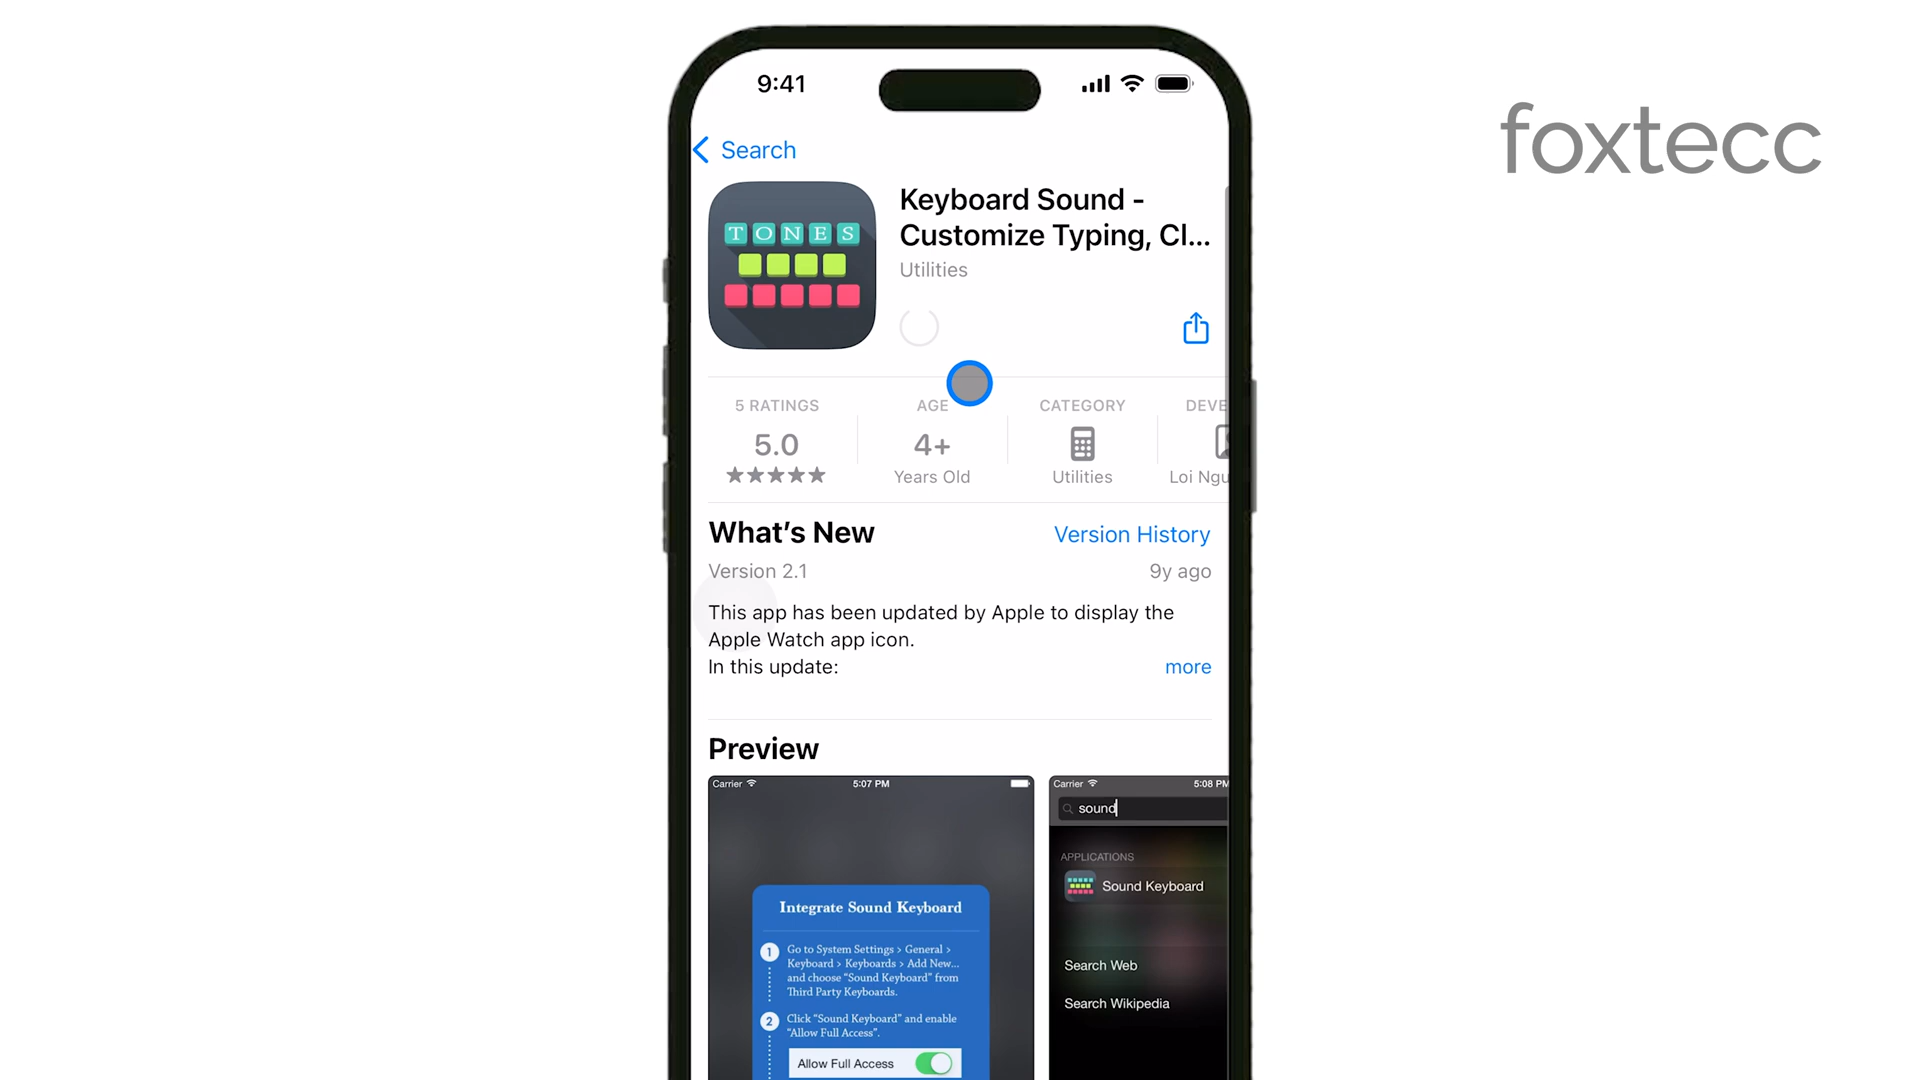 9:41
foxtecc
Search
TONES
Keyboard Sound -
Customize Typing, Cl...
Utilities
5 RATINGS
AGE
CATEGORY
DEVE
5.0
4+
Years Old
Utilities
Loi Ngu
What's New
Version History
Version 2.1
9y ago
This app has been updated by Apple to display the
Apple Watch app icon.
In this update:
more
Preview
Carrier
5:07 PM
Integrate Sound Keyboard
1
Go to System Settings > General >
Keyboard > Keyboards > Add New...
and choose "Sound Keyboard" from
Third Party Keyboards.
2
Click "Sound Keyboard" and enable
"Allow Full Access".
Allow Full Access
Carrier
5:08 PM
sound
APPLICATIONS
Sound Keyboard
Search Web
Search Wikipedia